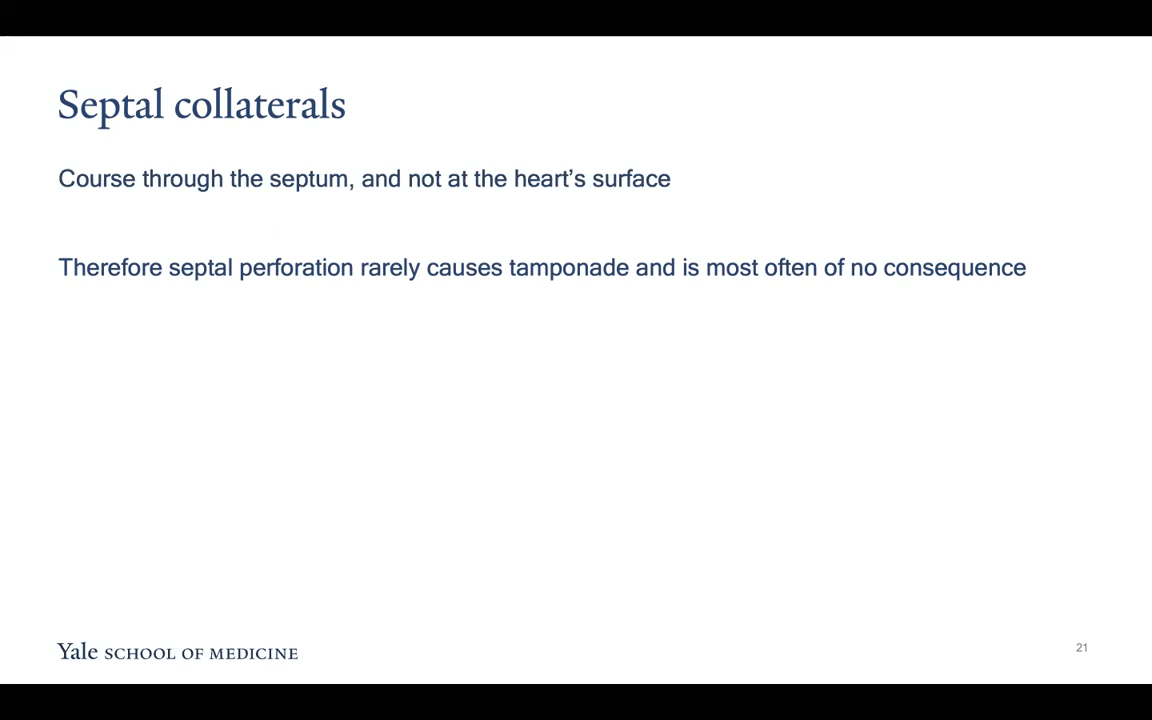 Septal collaterals
Course through the septum, and not at the heart’s surface
Therefore septal perforation rarely causes tamponade and is most often of no consequence
Yale SCHOOL OF MEDICINE
21